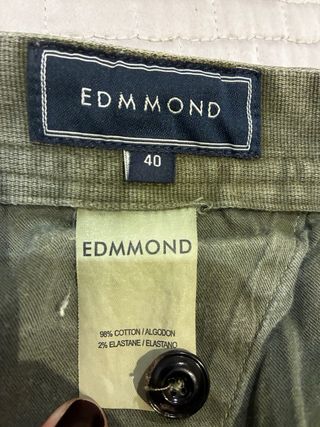 EDMMOND
40
EDMMOND
98% COTTON / ALGODON
2% ELASTANE / ELASTANO